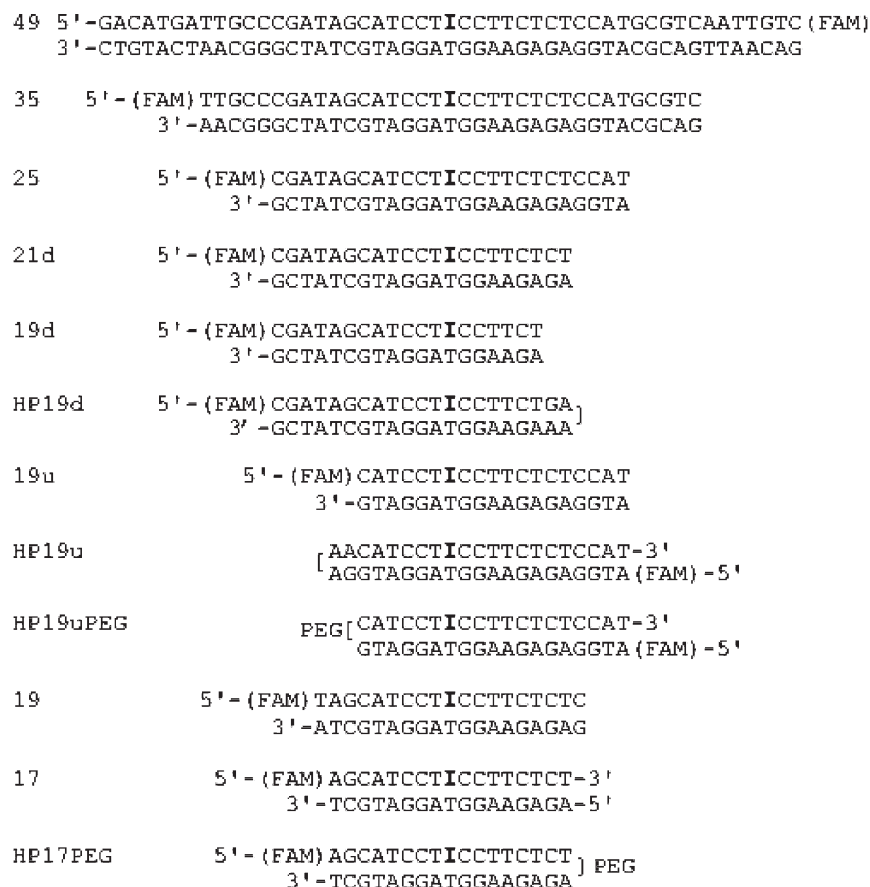 49 5'-GACATGATTGCCCGATAGCATCCTICCTTCTCTCCATGCGTCAATTGTC(FAM)
3'-CTGTACTAACGGGCTATCGTAGGATGGAAGAGAGGTACGCAGTTAACAG
35 5'-(FAM)TTGCCCGATAGCATCCTICCTTCTCTCCATGCGTC
3'-AACGGGCTATCGTAGGATGGAAGAGAGGTACGCAG
25 5'-(FAM)CGATAGCATCCTICCTTCTCTCCAT
3'-GCTATCGTAGGATGGAAGAGAGGTA
21d 5'-(FAM)CGATAGCATCCTICCTTCTCT
3'-GCTATCGTAGGATGGAAGAGA
19d 5'-(FAM)CGATAGCATCCTICCTTCT
3'-GCTATCGTAGGATGGAAGA
HP19d 5'-(FAM)CGATAGCATCCTICCTTCTGA]
3' -GCTATCGTAGGATGGAAGAAA
19u 5'-(FAM)CATCCTICCTTCTCTCCAT
3'-GTAGGATGGAAGAGAGGTA
HP19u [AACATCCTICCTTCTCTCCAT-3'
AGGTAGGATGGAAGAGAGGTA(FAM)-5'
HP19uPEG PEG[CATCCTICCTTCTCTCCAT-3'
GTAGGATGGAAGAGAGGTA(FAM)-5'
19 5'-(FAM)TAGCATCCTICCTTCTCTC
3'-ATCGTAGGATGGAAGAGAG
17 5'-(FAM)AGCATCCTICCTTCTCT-3'
3'-TCGTAGGATGGAAGAGA-5'
HP17PEG 5'-(FAM)AGCATCCTICCTTCTCT] PEG
3'-TCGTAGGATGGAAGAGA